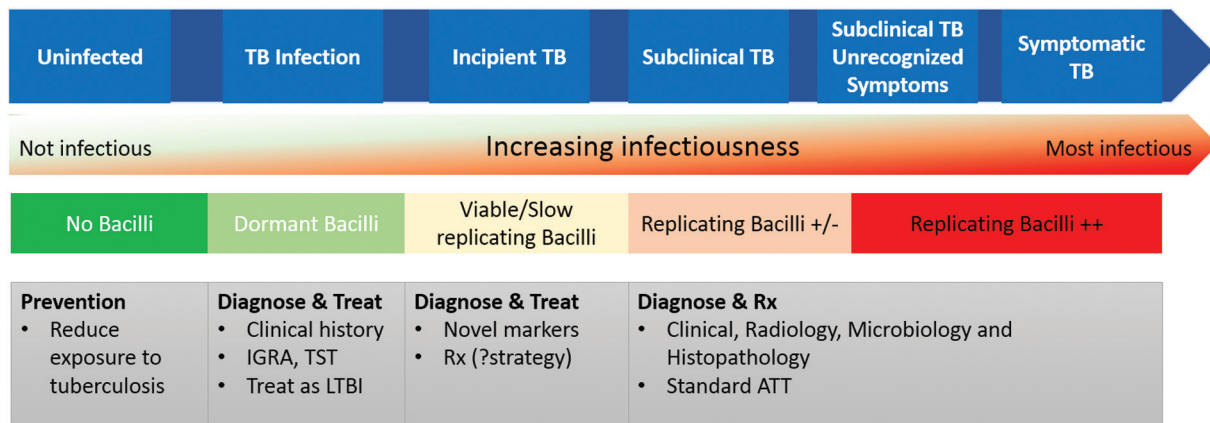 Uninfected
TB Infection
Incipient TB
Subclinical TB
Subclinical TB
Unrecognized
Symptoms
Symptomatic
TB
Not infectious
Increasing infectiousness
Most infectious
No Bacilli
Dormant Bacilli
Viable/Slow
replicating Bacilli
Replicating Bacilli +/-
Replicating Bacilli ++
Prevention
• Reduce
exposure to
tuberculosis
Diagnose & Treat
• Clinical history
• IGRA, TST
• Treat as LTBI
Diagnose & Treat
• Novel markers
• Rx (?strategy)
Diagnose & Rx
• Clinical, Radiology, Microbiology and
Histopathology
• Standard ATT